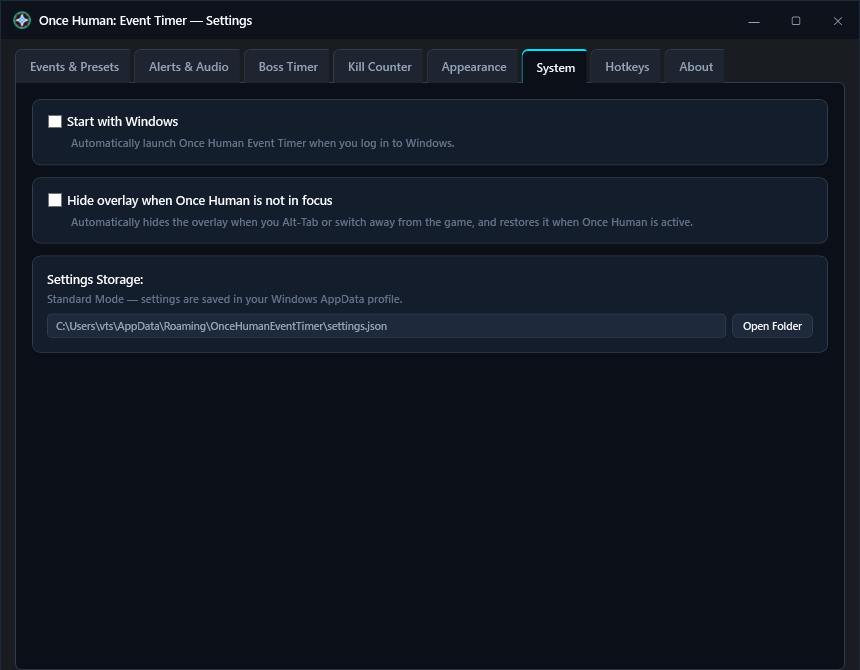 Once Human: Event Timer — Settings
Events & Presets
Alerts & Audio
Boss Timer
Kill Counter
Appearance
System
Hotkeys
About
Start with Windows
Automatically launch Once Human Event Timer when you log in to Windows.
Hide overlay when Once Human is not in focus
Automatically hides the overlay when you Alt-Tab or switch away from the game, and restores it when Once Human is active.
Settings Storage:
Standard Mode — settings are saved in your Windows AppData profile.
C:\Users\vts\AppData\Roaming\OnceHumanEventTimer\settings.json
Open Folder